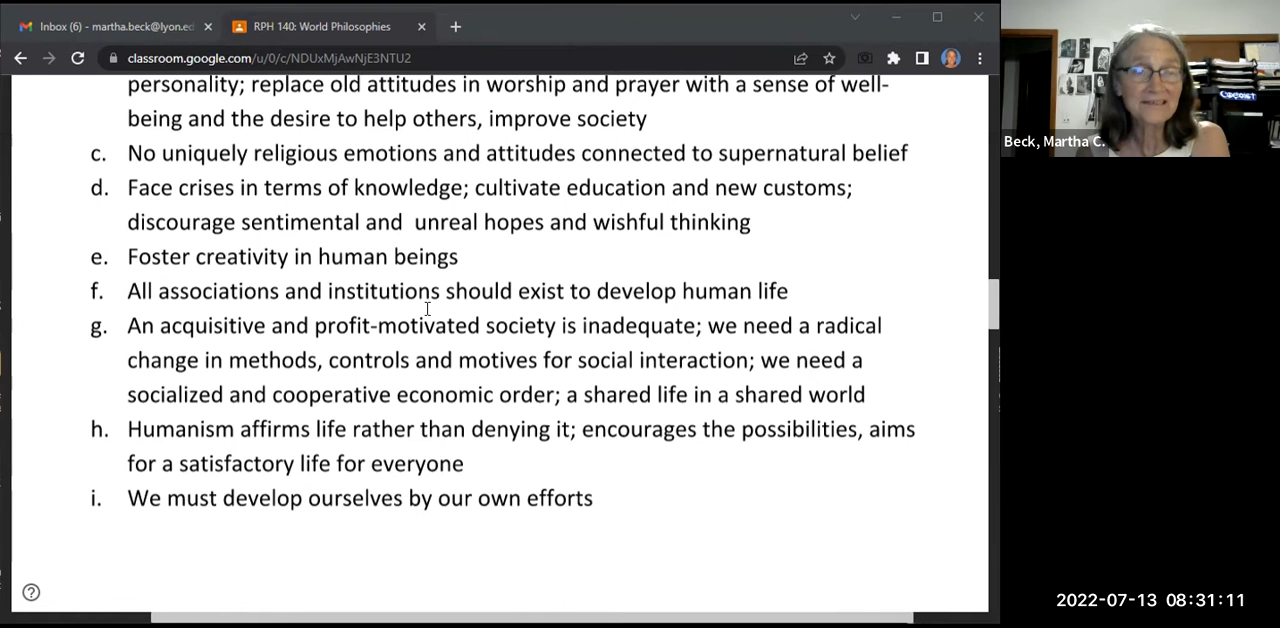 Inbox (6) - martha.beck@lyon.ed
RPH 140: World Philosophies
classroom.google.com/u/0/c/NDUxMjAwNjE3NTU2
personality; replace old attitudes in worship and prayer with a sense of well-
being and the desire to help others, improve society
c. No uniquely religious emotions and attitudes connected to supernatural belief
d. Face crises in terms of knowledge; cultivate education and new customs;
discourage sentimental and unreal hopes and wishful thinking
e. Foster creativity in human beings
f. All associations and institutions should exist to develop human life
g. An acquisitive and profit-motivated society is inadequate; we need a radical
change in methods, controls and motives for social interaction; we need a
socialized and cooperative economic order; a shared life in a shared world
h. Humanism affirms life rather than denying it; encourages the possibilities, aims
for a satisfactory life for everyone
i. We must develop ourselves by our own efforts
Beck, Martha C.
2022-07-13 08:31:11